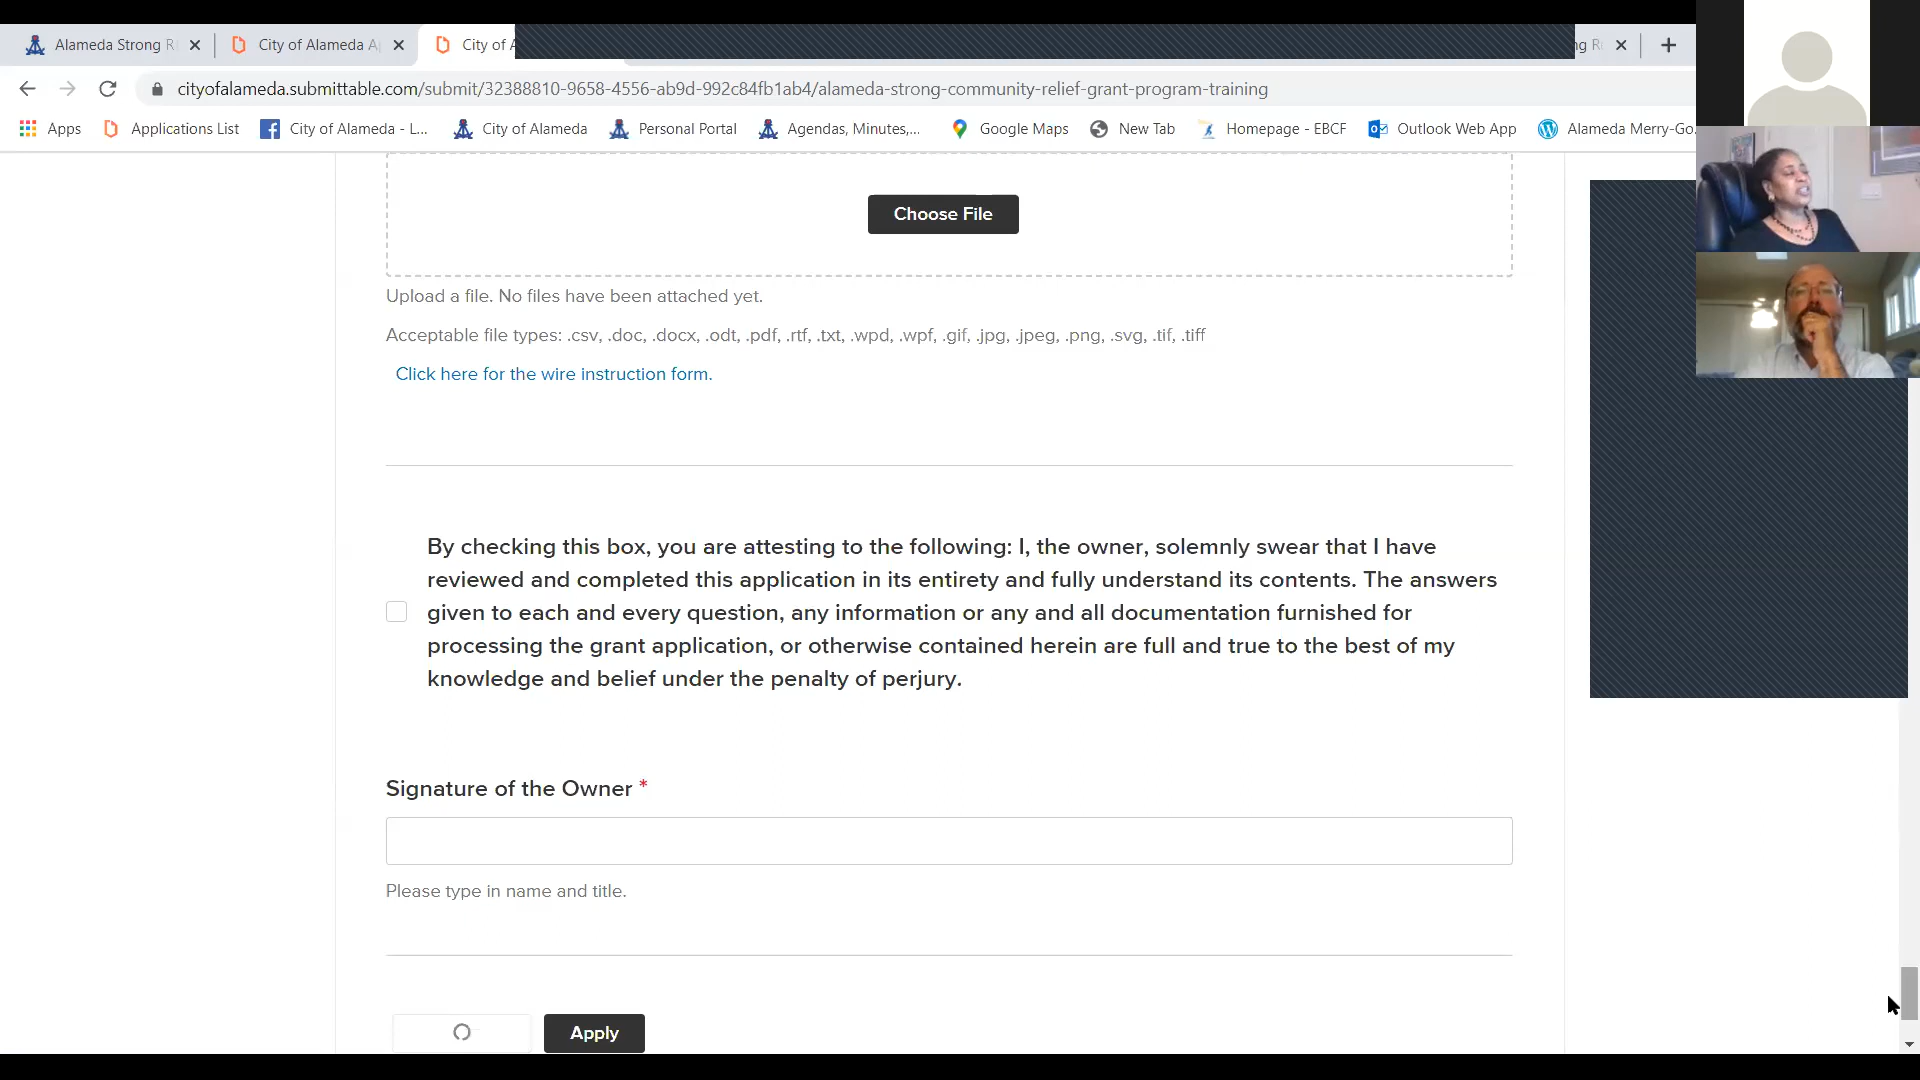 Alameda Strong R
City of Alameda A
City of A
ng R
cityofalameda.submittable.com/submit/32388810-9658-4556-ab9d-992c84fb1ab4/alameda-strong-community-relief-grant-program-training
Apps
Applications List
City of Alameda - L...
City of Alameda
Personal Portal
Agendas, Minutes,...
Google Maps
New Tab
Homepage - EBCF
Outlook Web App
Alameda Merry-Go.
Choose File
Upload a file. No files have been attached yet.
Acceptable file types: .csv, .doc, .docx, .odt, .pdf, .rtf, .txt, .wpd, .wpf, .gif, .jpg, .jpeg, .png, .svg, .tif, .tiff
Click here for the wire instruction form.
By checking this box, you are attesting to the following: I, the owner, solemnly swear that I have
reviewed and completed this application in its entirety and fully understand its contents. The answers
given to each and every question, any information or any and all documentation furnished for
processing the grant application, or otherwise contained herein are full and true to the best of my
knowledge and belief under the penalty of perjury.
Signature of the Owner *
Please type in name and title.
Apply